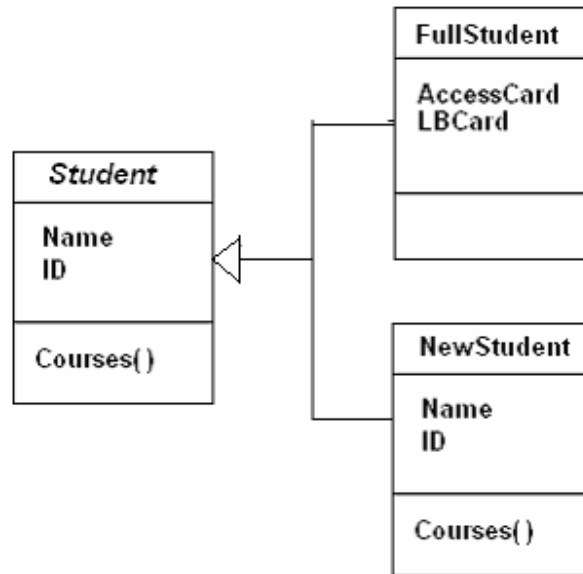 Student
Name
ID
Courses()
FullStudent
AccessCard
LBCard
NewStudent
Name
ID
Courses()